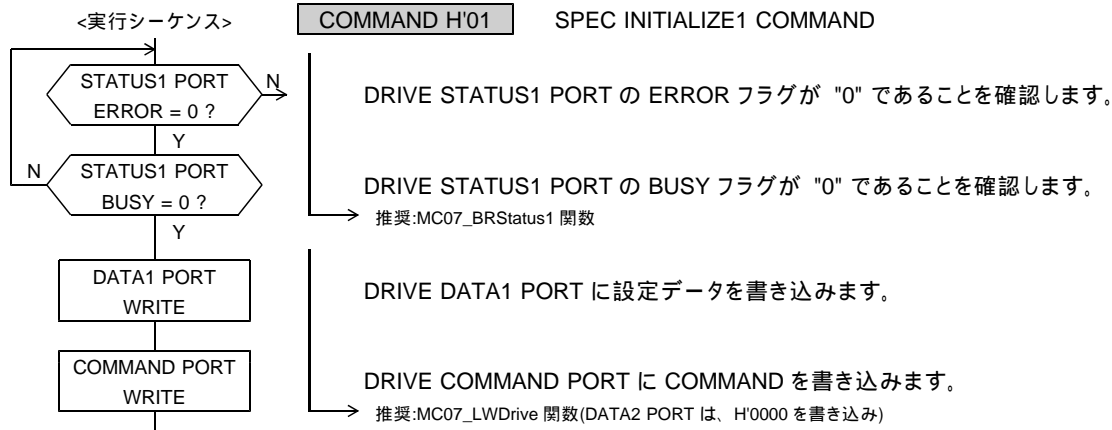 <実行シーケンス>
COMMAND H'01
SPEC INITIALIZE1 COMMAND
STATUS1 PORT
ERROR = 0 ?
N
Y
DRIVE STATUS1 PORT の ERROR フラグが "0" であることを確認します。
N
STATUS1 PORT
BUSY = 0 ?
Y
DRIVE STATUS1 PORT の BUSY フラグが "0" であることを確認します。
推奨:MC07_BRStatus1 関数
DATA1 PORT
WRITE
DRIVE DATA1 PORT に設定データを書き込みます。
COMMAND PORT
WRITE
DRIVE COMMAND PORT に COMMAND を書き込みます。
推奨:MC07_LWDrive 関数(DATA2 PORT は、H'0000 を書き込み)